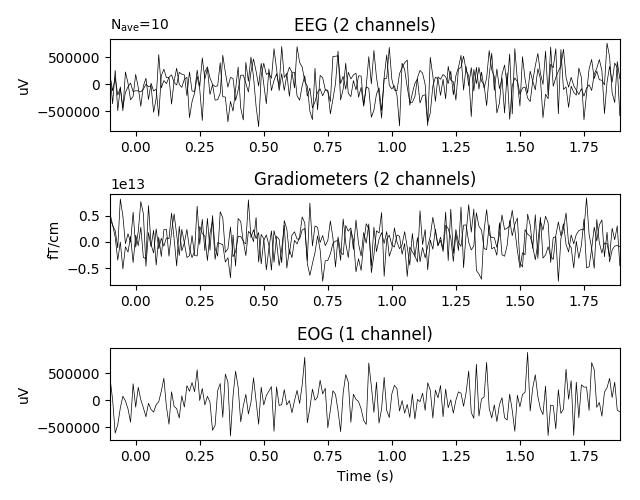 N_ave=10
EEG (2 channels)
uV
500000
0
−500000
0.00 0.25 0.50 0.75 1.00 1.25 1.50 1.75
1e13
Gradiometers (2 channels)
fT/cm
0.5
0.0
−0.5
0.00 0.25 0.50 0.75 1.00 1.25 1.50 1.75
EOG (1 channel)
uV
500000
0
−500000
0.00 0.25 0.50 0.75 1.00 1.25 1.50 1.75
Time (s)